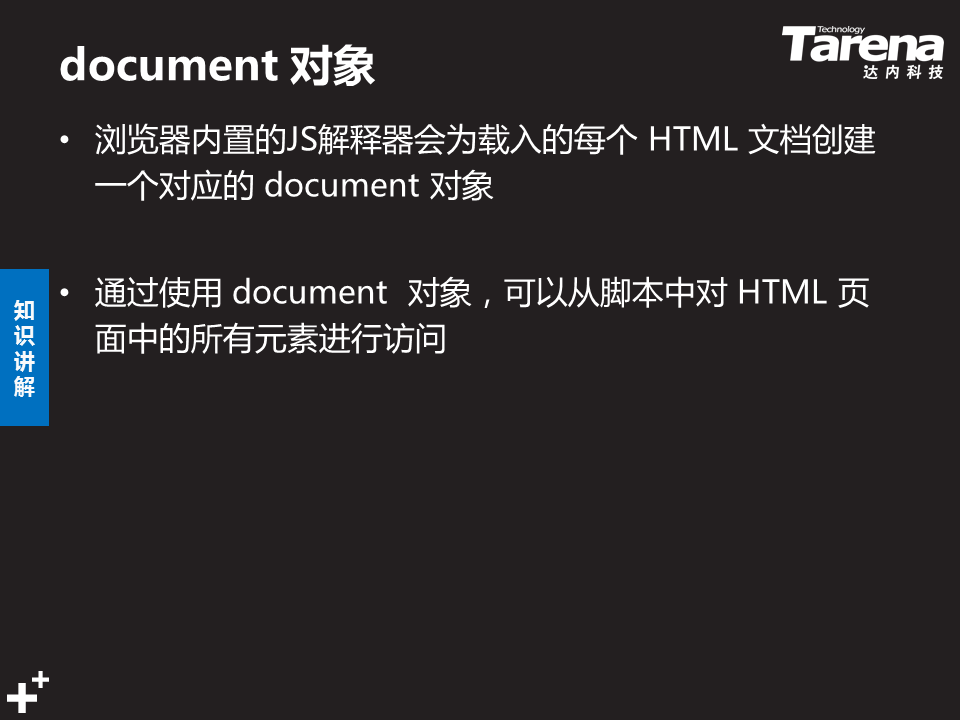 document 对象
Technology
Tarena
达内科技
• 浏览器内置的JS解释器会为载入的每个 HTML 文档创建
一个对应的 document 对象
• 通过使用 document  对象，可以从脚本中对 HTML 页
面中的所有元素进行访问
知
识
讲
解